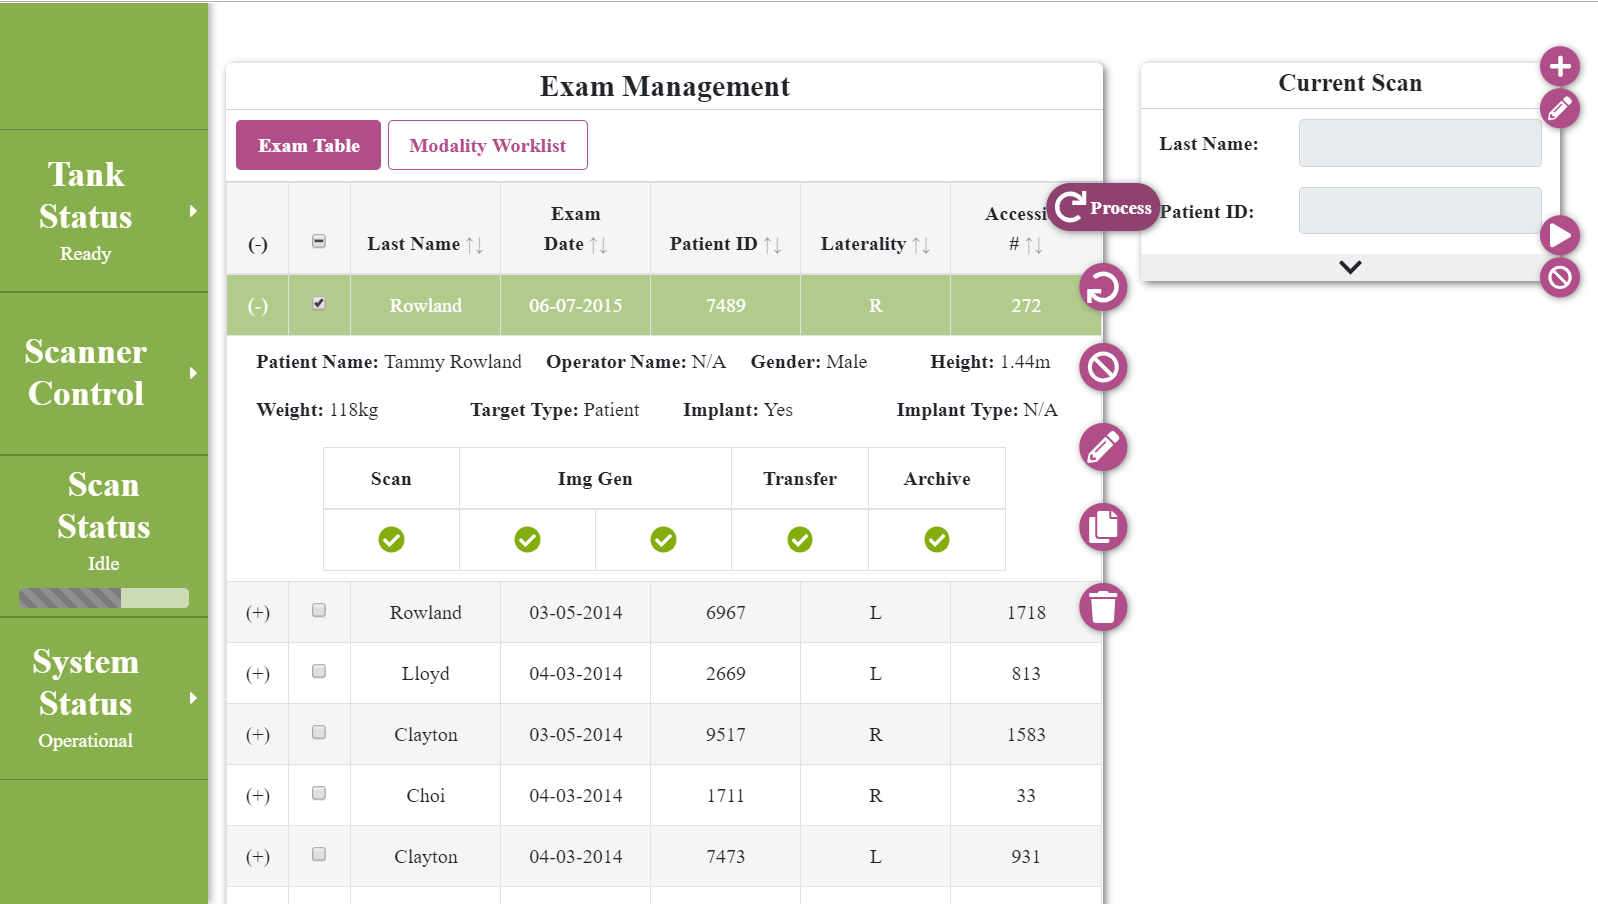 Tank
Status
Ready
Scanner
Control
Scan
Status
Idle
System
Status
Operational
Exam Management
Exam Table
Modality Worklist
(-) Last Name ↑↓ Exam Date ↑↓ Patient ID ↑↓ Laterality ↑↓ # ↑↓
Process
(-) Rowland 06-07-2015 7489 R 272
Patient Name: Tammy Rowland Operator Name: N/A Gender: Male Height: 1.44m
Weight: 118kg Target Type: Patient Implant: Yes Implant Type: N/A
Scan Img Gen Transfer Archive
(+) Rowland 03-05-2014 6967 L 1718
(+) Lloyd 04-03-2014 2669 L 813
(+) Clayton 03-05-2014 9517 R 1583
(+) Choi 04-03-2014 1711 R 33
(+) Clayton 04-03-2014 7473 L 931
Current Scan
Last Name:
Patient ID: